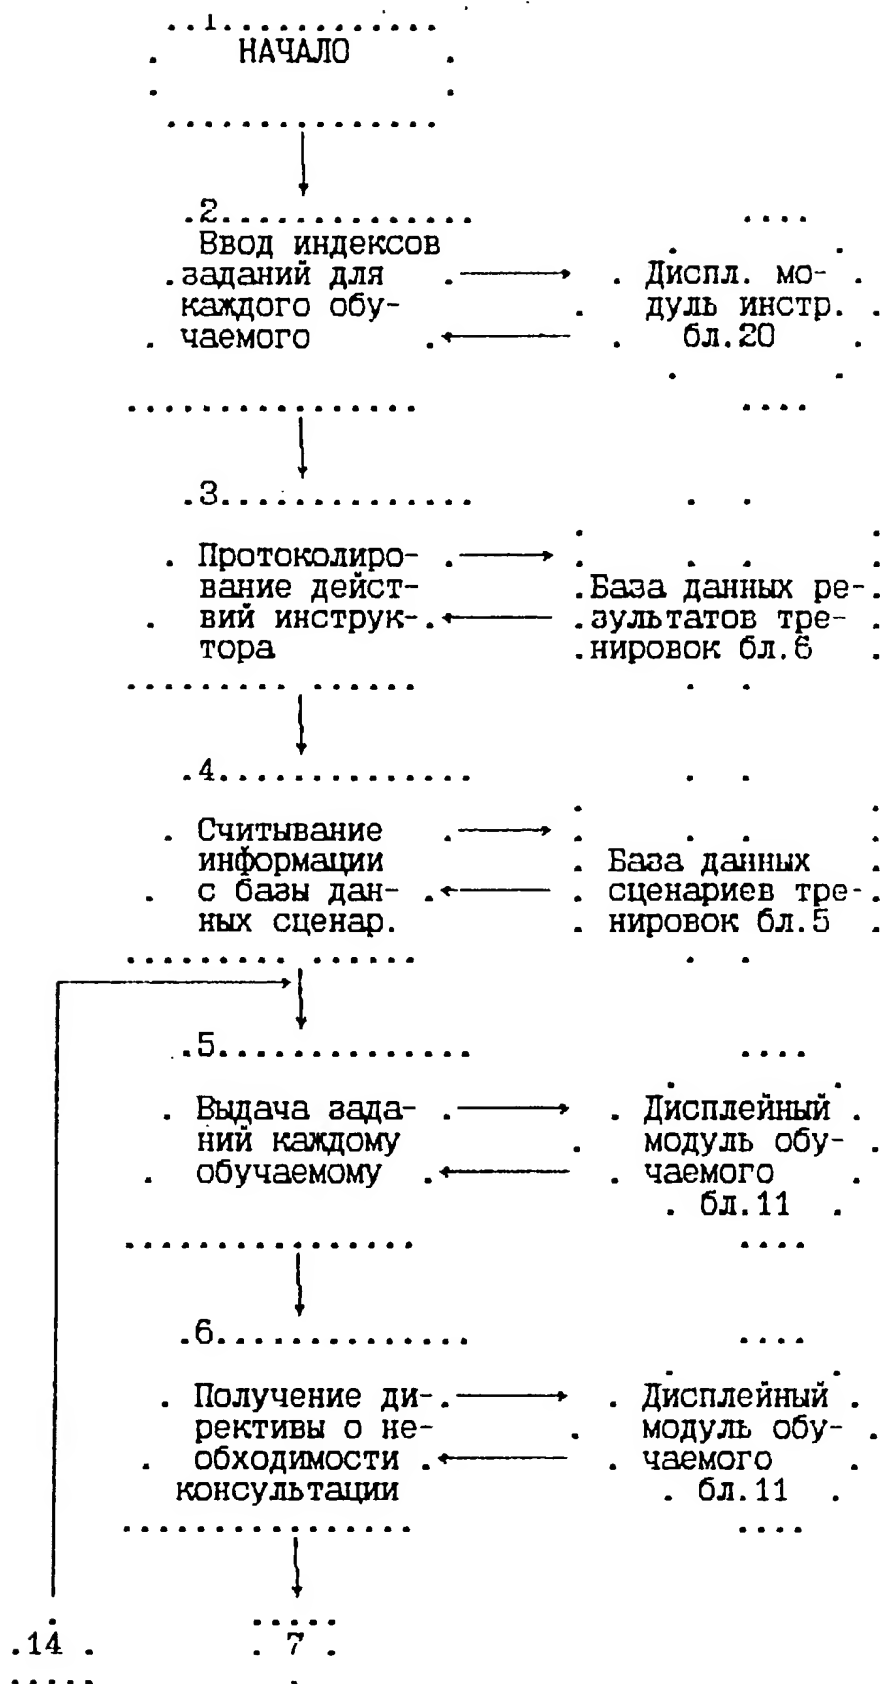 1
НАЧАЛО
2
Ввод индексов
заданий для
каждого обу-
чаемого
Диспл. мо-
дуль инстр.
бл.20
3
Протоколиро-
вание дейст-
вий инструк-
тора
База данных ре-
зультатов тре-
нировок бл.6
4
Считывание
информации
с базы дан-
ных сценар.
База данных
сценариев тре-
нировок бл.5
5
Выдача зада-
ний каждому
обучаемому
Дисплейный
модуль обу-
чаемого
бл.11
6
Получение ди-
рективы о не-
обходимости
консультации
Дисплейный
модуль обу-
чаемого
бл.11
14
7